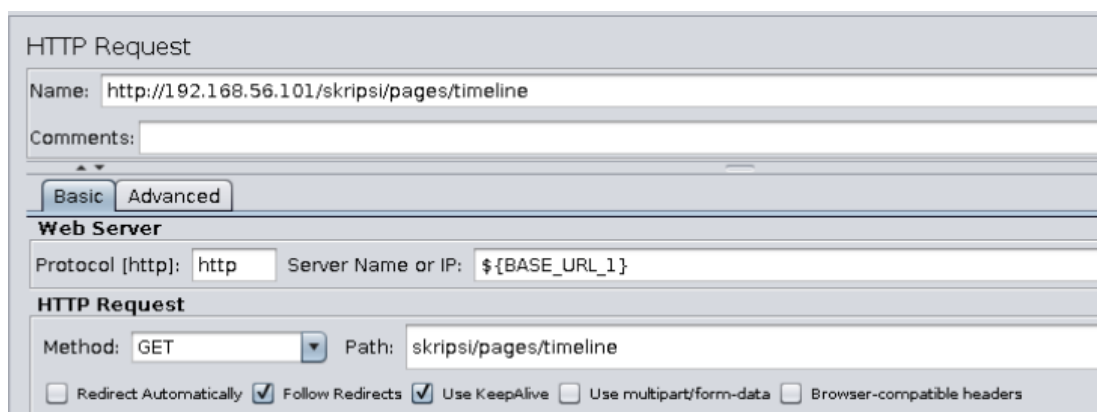 HTTP Request
Name: http://192.168.56.101/skripsi/pages/timeline
Comments:
Basic Advanced
Web Server
Protocol [http]: http Server Name or IP: ${BASE_URL_1}
HTTP Request
Method: GET Path: skripsi/pages/timeline
Redirect Automatically Follow Redirects Use KeepAlive Use multipart/form-data Browser-compatible headers